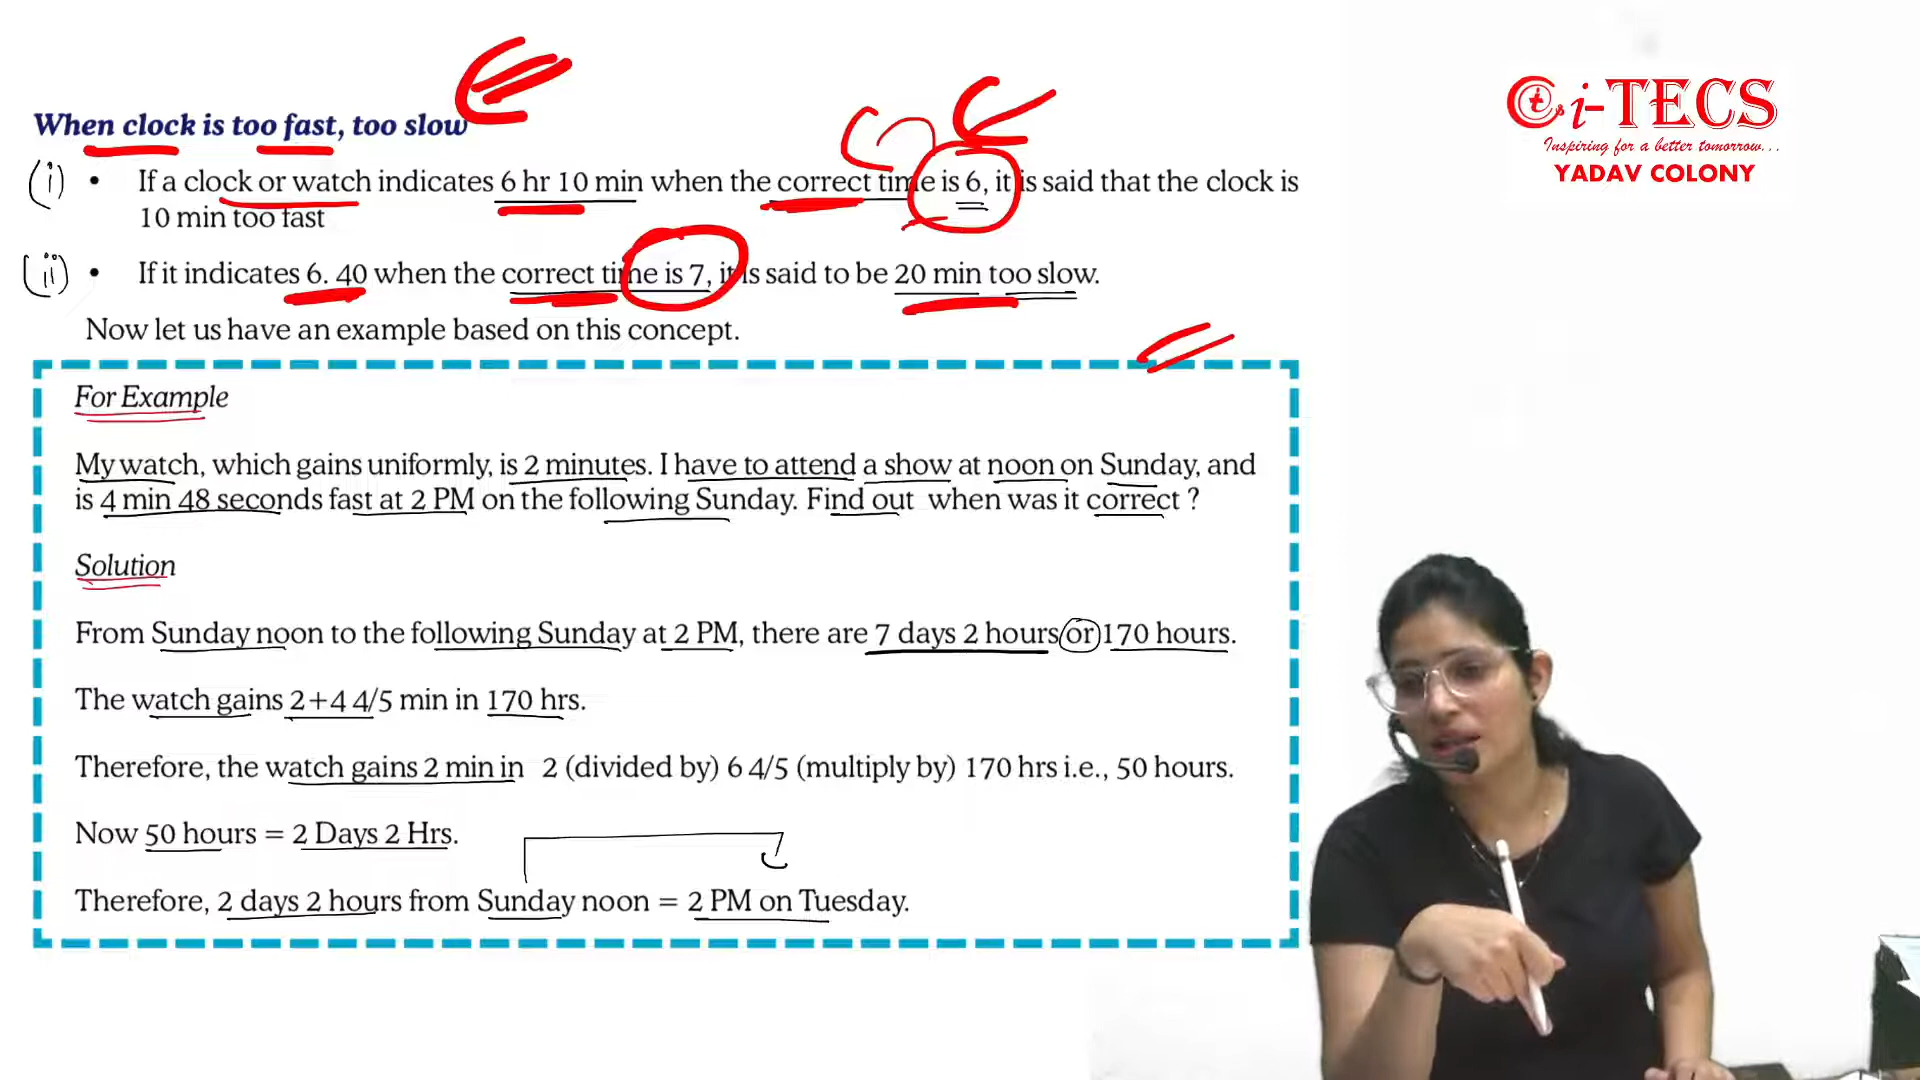 When clock is too fast, too slow
i-TECS
Inspiring for a better tomorrow...
YADAV COLONY
(i) • If a clock or watch indicates 6 hr 10 min when the correct time is 6, it is said that the clock is
10 min too fast
(ii) • If it indicates 6. 40 when the correct time is 7, it is said to be 20 min too slow.
Now let us have an example based on this concept.
For Example
My watch, which gains uniformly, is 2 minutes. I have to attend a show at noon on Sunday, and
is 4 min 48 seconds fast at 2 PM on the following Sunday. Find out when was it correct ?
Solution
From Sunday noon to the following Sunday at 2 PM, there are 7 days 2 hours or 170 hours.
The watch gains 2+4 4/5 min in 170 hrs.
Therefore, the watch gains 2 min in 2 (divided by) 6 4/5 (multiply by) 170 hrs i.e., 50 hours.
Now 50 hours = 2 Days 2 Hrs.
Therefore, 2 days 2 hours from Sunday noon = 2 PM on Tuesday.